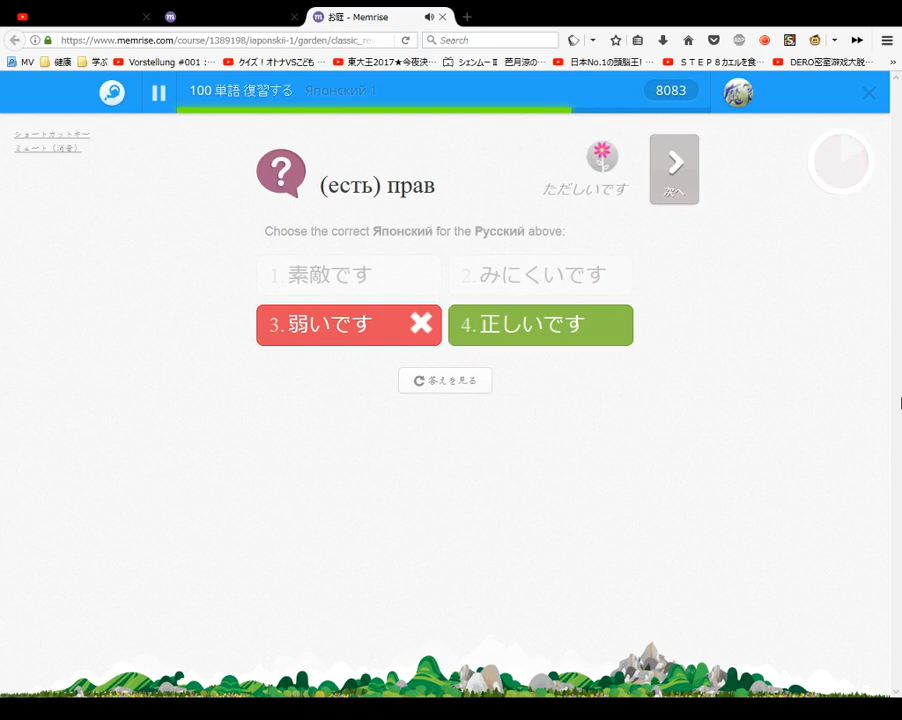 お庭 - Memrise
https://www.memrise.com/course/1389198/iaponskii-1/garden/classic_re
Search
MV 健康 学ぶ Vorstellung #001 :… クイズ！オトナVSこども… 東大王2017★今夜決… シェンムーⅡ 芭月涼の… 日本No.1の頭脳王! … ＳＴＥＰ８カエルを食… DERO密室游戏大脱…
100 単語 復習する Японский 1 8083
ショートカットキー
ミュート（消音）
(есть) прав
ただしいです
次へ
Choose the correct Японский for the Русский above:
1. 素敵です 2. みにくいです
3. 弱いです 4. 正しいです
答えを見る